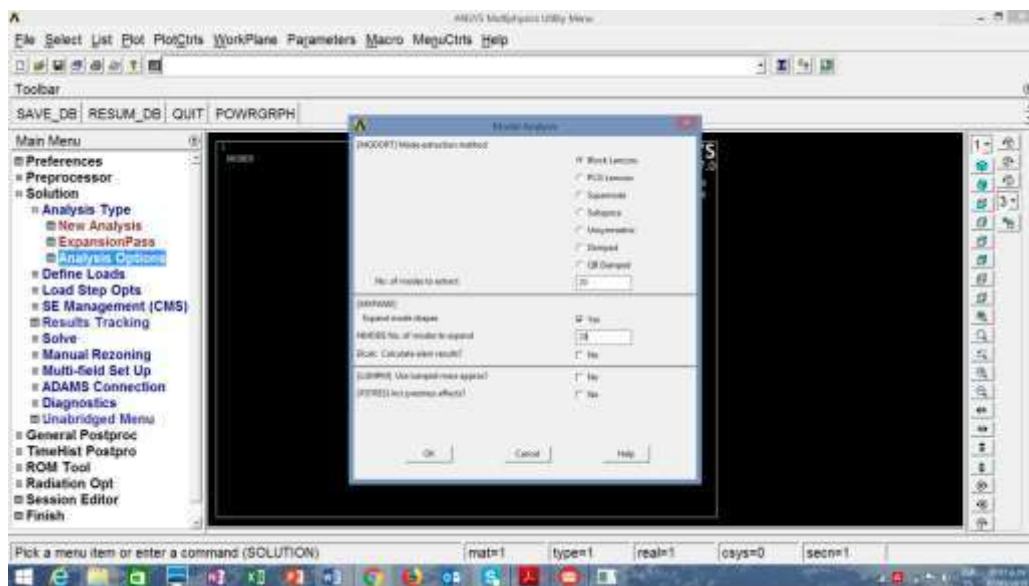 ANSYS Multiphysics Utility Menu
File Select List Plot PlotCtrls WorkPlane Parameters Macro MenuCtrls Help
Toolbar
SAVE_DB RESUM_DB QUIT POWRGRPH
Main Menu
Preferences
Preprocessor
Solution
Analysis Type
New Analysis
ExpansionPass
Analysis Options
Define Loads
Load Step Opts
SE Management (CMS)
Results Tracking
Solve
Manual Rezoning
Multi-field Set Up
ADAMS Connection
Diagnostics
Unabridged Menu
General Postproc
TimeHist Postpro
ROM Tool
Radiation Opt
Session Editor
Finish
1
NODES
Modal Analysis
[MODOPT] Mode extraction method
Block Lanczos
PCG Lanczos
Supernode
Subspace
Unsymmetric
Damped
QR Damped
No. of modes to extract
[MXPAND]
Expand mode shapes
Yes
NMODE No. of modes to expand
Elcalc Calculate elem results?
No
[LUMPM] Use lumped mass approx?
No
[PSTRES] Incl prestress effects?
No
OK Cancel Help
1
3
Pick a menu item or enter a command (SOLUTION)
mat=1 type=1 real=1 csys=0 secn=1